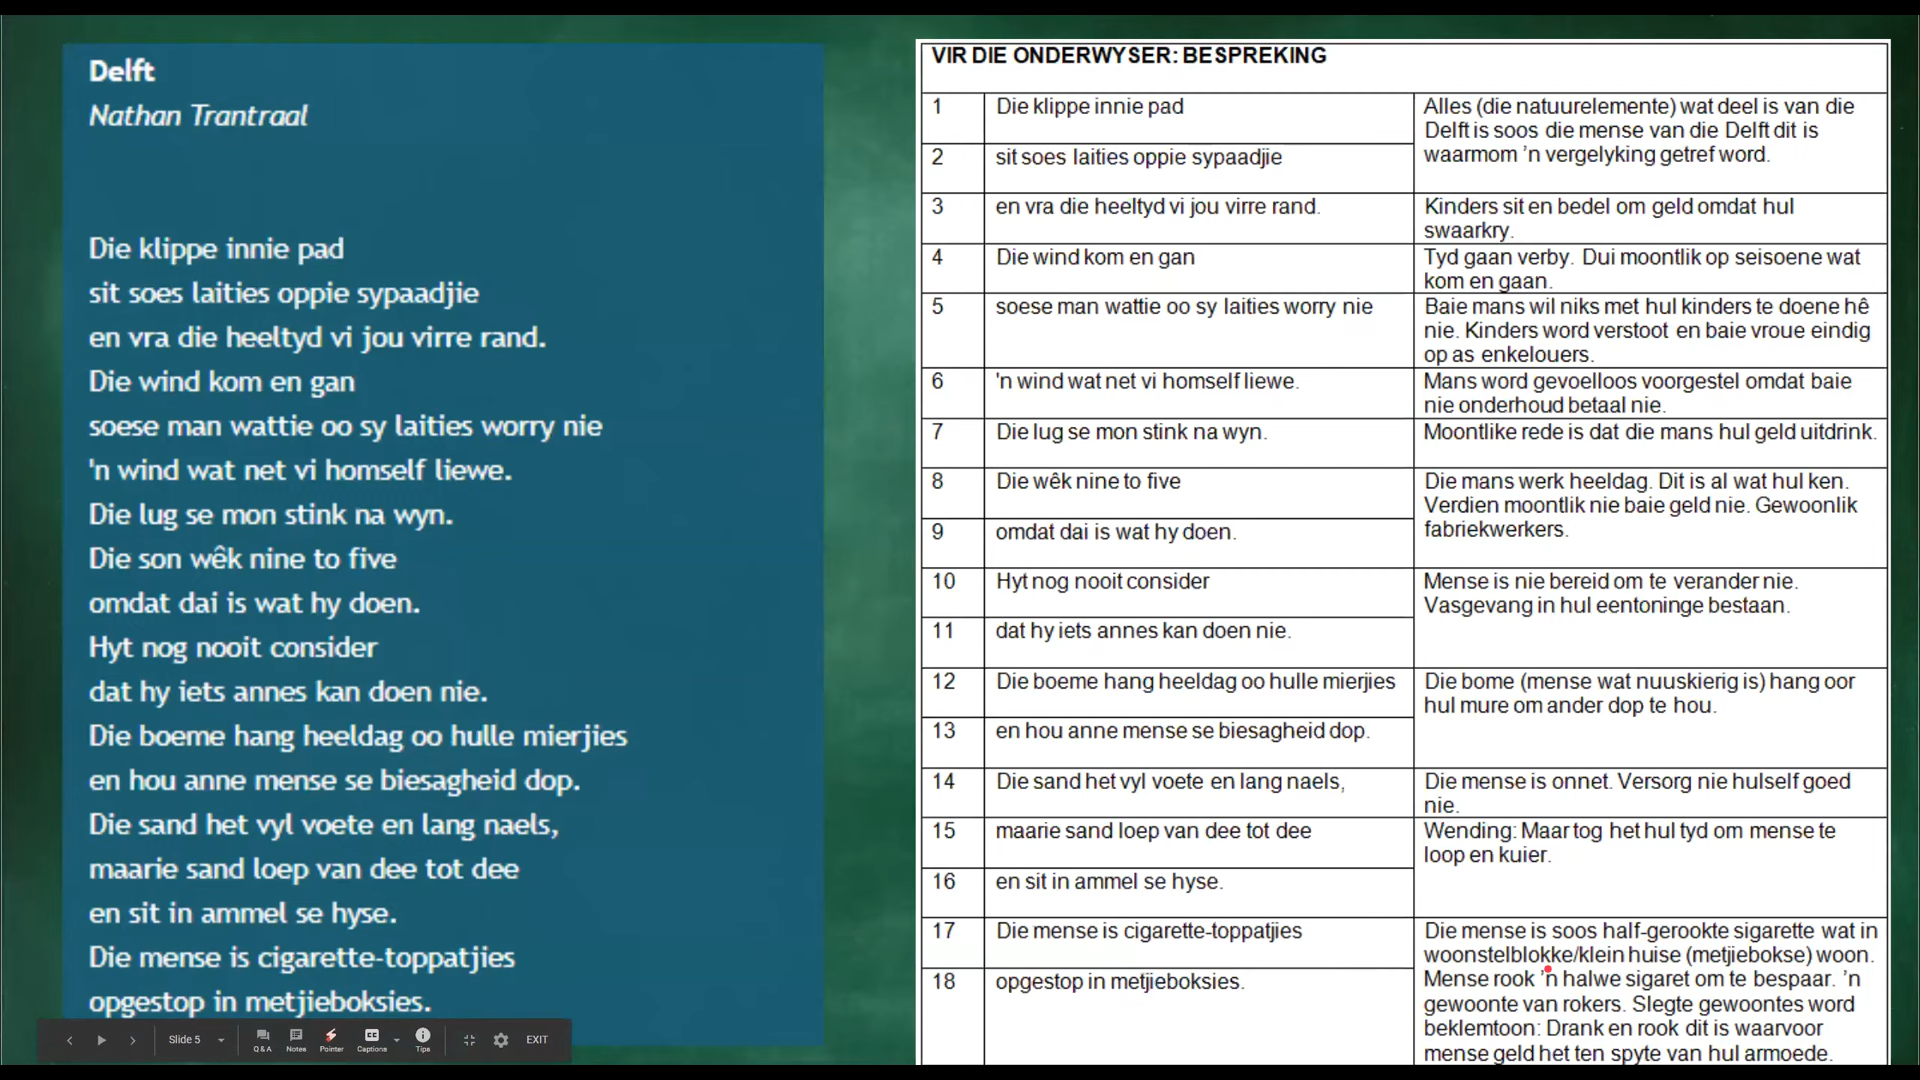 Delft
Nathan Trantraal
Die klippe innie pad
sit soes laities oppie sypaadjie
en vra die heeltyd vi jou virre rand.
Die wind kom en gan
soese man wattie oo sy laities worry nie
'n wind wat net vi homself liewe.
Die lug se mon stink na wyn.
Die son wêk nine to five
omdat dai is wat hy doen.
Hyt nog nooit consider
dat hy iets annes kan doen nie.
Die boeme hang heeldag oo hulle mierjies
en hou anne mense se biesagheid dop.
Die sand het vyl voete en lang naels,
maarie sand loep van dee tot dee
en sit in ammel se hyse.
Die mense is cigarette-toppatjies
opgestop in metjieboksies.
VIR DIE ONDERWYSER: BESPREKING
1 Die klippe innie pad
2 sit soes laities oppie sypaadjie
Alles (die natuurelemente) wat deel is van die
Delft is soos die mense van die Delft dit is
waarmom ’n vergelyking getref word.
3 en vra die heeltyd vi jou virre rand.
Kinders sit en bedel om geld omdat hul
swaarkry.
4 Die wind kom en gan
Tyd gaan verby. Dui moontlik op seisoene wat
kom en gaan.
5 soese man wattie oo sy laities worry nie
Baie mans wil niks met hul kinders te doene hê
nie. Kinders word verstoot en baie vroue eindig
op as enkelouers.
6 'n wind wat net vi homself liewe.
Mans word gevoelloos voorgestel omdat baie
nie onderhoud betaal nie.
7 Die lug se mon stink na wyn.
Moontlike rede is dat die mans hul geld uitdrink.
8 Die wêk nine to five
9 omdat dai is wat hy doen.
Die mans werk heeldag. Dit is al wat hul ken.
Verdien moontlik nie baie geld nie. Gewoonlik
fabriekwerkers.
10 Hyt nog nooit consider
11 dat hy iets annes kan doen nie.
Mense is nie bereid om te verander nie.
Vasgevang in hul eentoninge bestaan.
12 Die boeme hang heeldag oo hulle mierjies
13 en hou anne mense se biesagheid dop.
Die bome (mense wat nuuskierig is) hang oor
hul mure om ander dop te hou.
14 Die sand het vyl voete en lang naels,
Die mense is onnet. Versorg nie hulself goed
nie.
15 maarie sand loep van dee tot dee
16 en sit in ammel se hyse.
Wending: Maar tog het hul tyd om mense te
loop en kuier.
17 Die mense is cigarette-toppatjies
18 opgestop in metjieboksies.
Die mense is soos half-gerookte sigarette wat in
woonstelblokke/klein huise (metjiebokse) woon.
Mense rook ’n halwe sigaret om te bespaar. ’n
gewoonte van rokers. Slegte gewoontes word
beklemtoon: Drank en rook dit is waarvoor
mense geld het ten spyte van hul armoede.
Slide 5 Q&A Notes Pointer Captions Tips EXIT